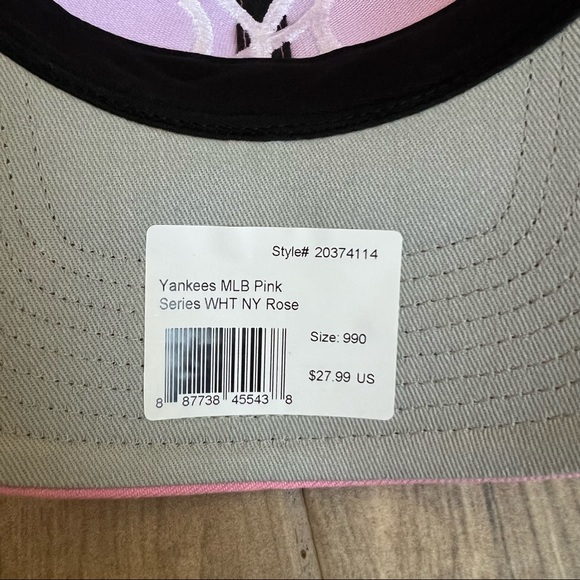 Style# 20374114
Yankees MLB Pink
Series WHT NY Rose
Size: 990
$27.99 US
8 87738 45543 8